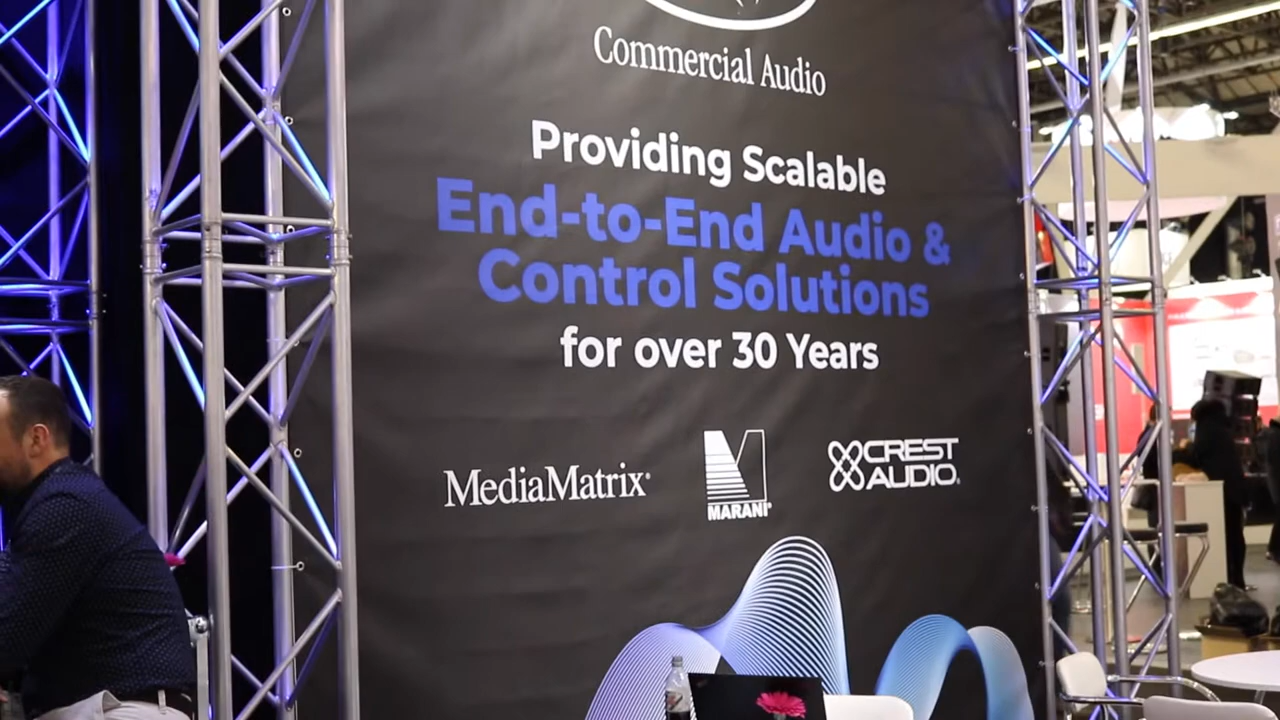 Commercial Audio
Providing Scalable
End-to-End Audio &
Control Solutions
for over 30 Years
MediaMatrix®
MARANI®
CREST
AUDIO®